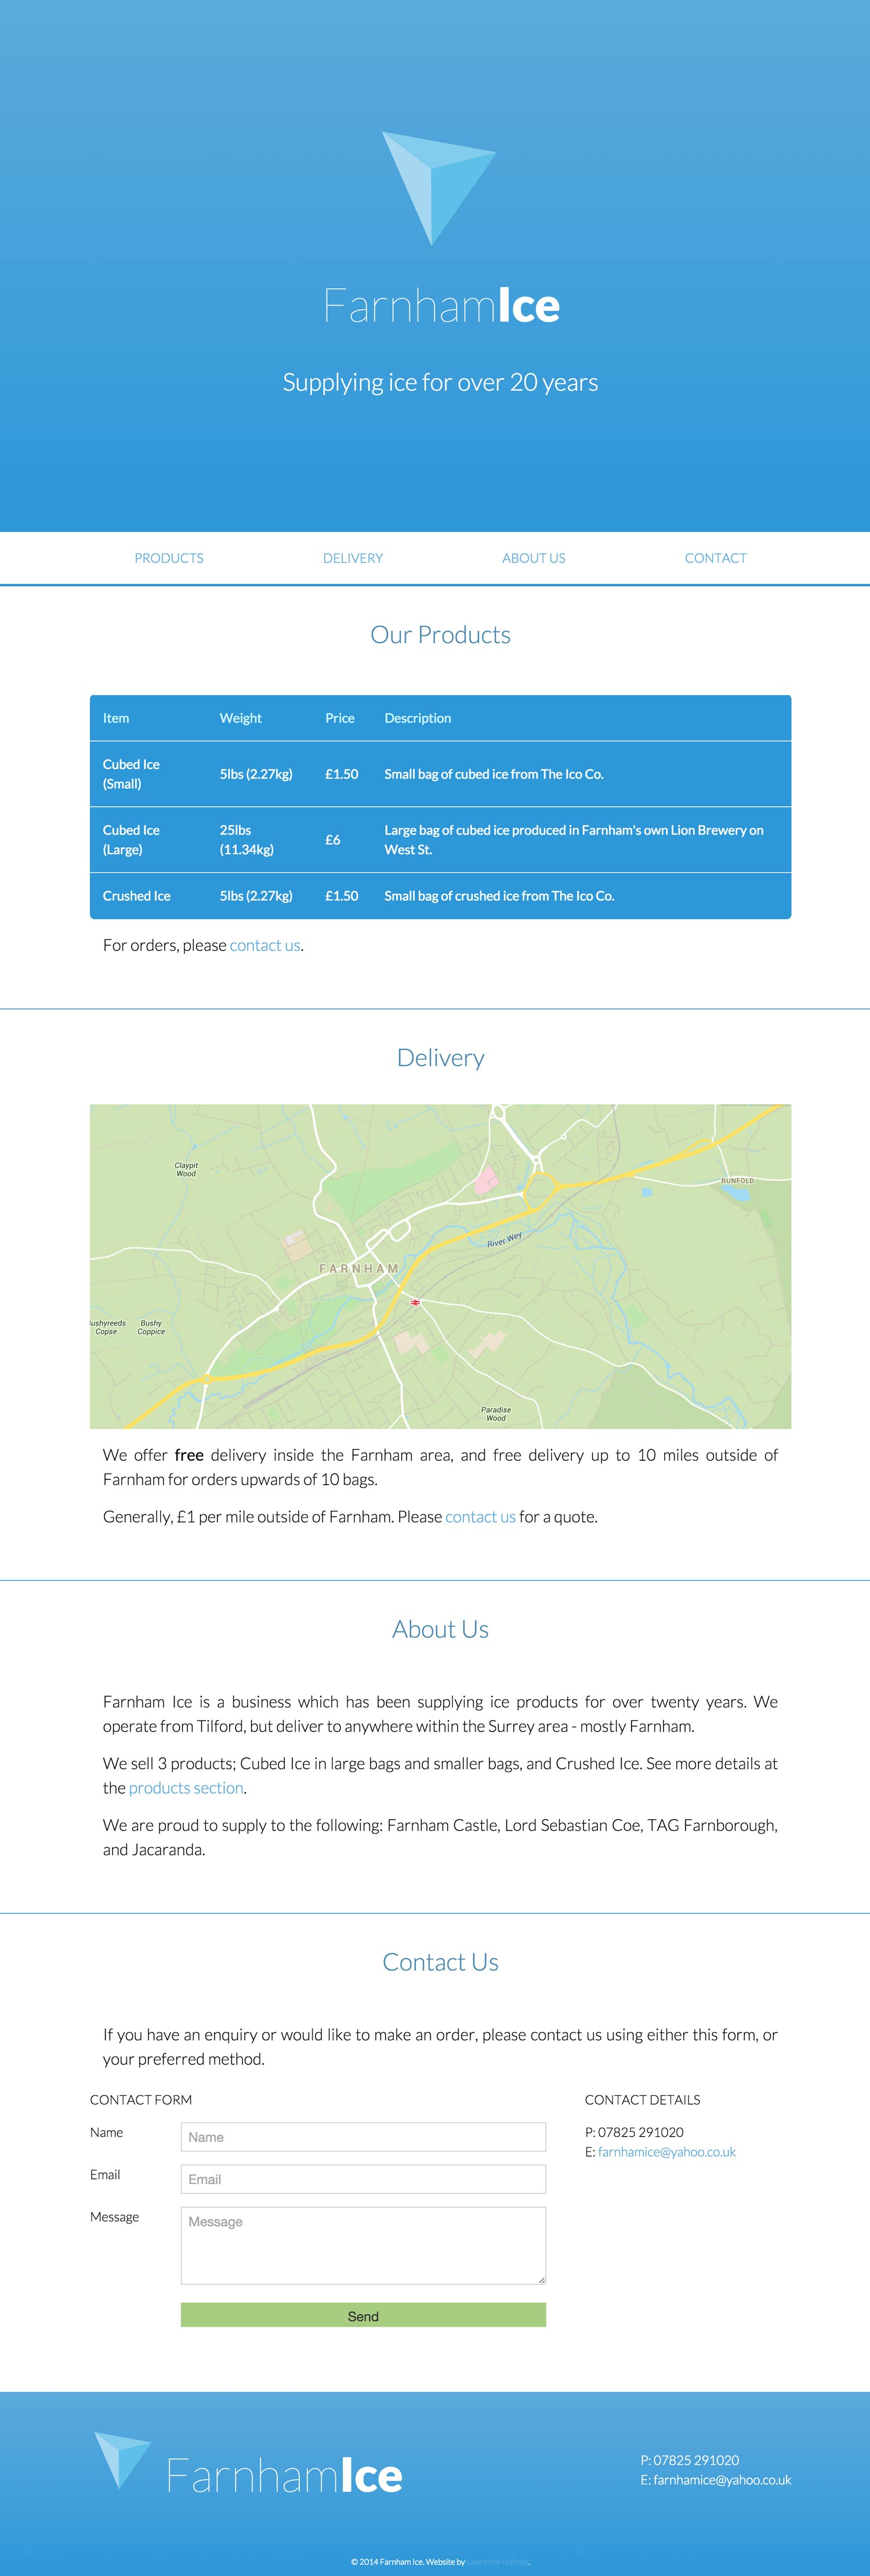 FarnhamIce
Supplying ice for over 20 years
PRODUCTS
DELIVERY
ABOUT US
CONTACT
Our Products
Item Weight Price Description
Cubed Ice
(Small)
5lbs (2.27kg)
£1.50
Small bag of cubed ice from The Ico Co.
Cubed Ice
(Large)
25lbs
(11.34kg)
£6
Large bag of cubed ice produced in Farnham's own Lion Brewery on
West St.
Crushed Ice 5lbs (2.27kg) £1.50 Small bag of crushed ice from The Ico Co.
For orders, please contact us.
Delivery
Claypit
Wood
RUNFOLD
River Wey
FARNHAM
ushyreeds
Copse
Bushy
Coppice
Paradise
Wood
We offer free delivery inside the Farnham area, and free delivery up to 10 miles outside of
Farnham for orders upwards of 10 bags.
Generally, £1 per mile outside of Farnham. Please contact us for a quote.
About Us
Farnham Ice is a business which has been supplying ice products for over twenty years. We
operate from Tilford, but deliver to anywhere within the Surrey area - mostly Farnham.
We sell 3 products; Cubed Ice in large bags and smaller bags, and Crushed Ice. See more details at
the products section.
We are proud to supply to the following: Farnham Castle, Lord Sebastian Coe, TAG Farnborough,
and Jacaranda.
Contact Us
If you have an enquiry or would like to make an order, please contact us using either this form, or
your preferred method.
CONTACT FORM
Name
Name
Email
Email
Message
Message
Send
CONTACT DETAILS
P: 07825 291020
E: farnhamice@yahoo.co.uk
FarnhamIce
P: 07825 291020
E: farnhamice@yahoo.co.uk
© 2014 Farnham Ice. Website by Lawrence Holmes.